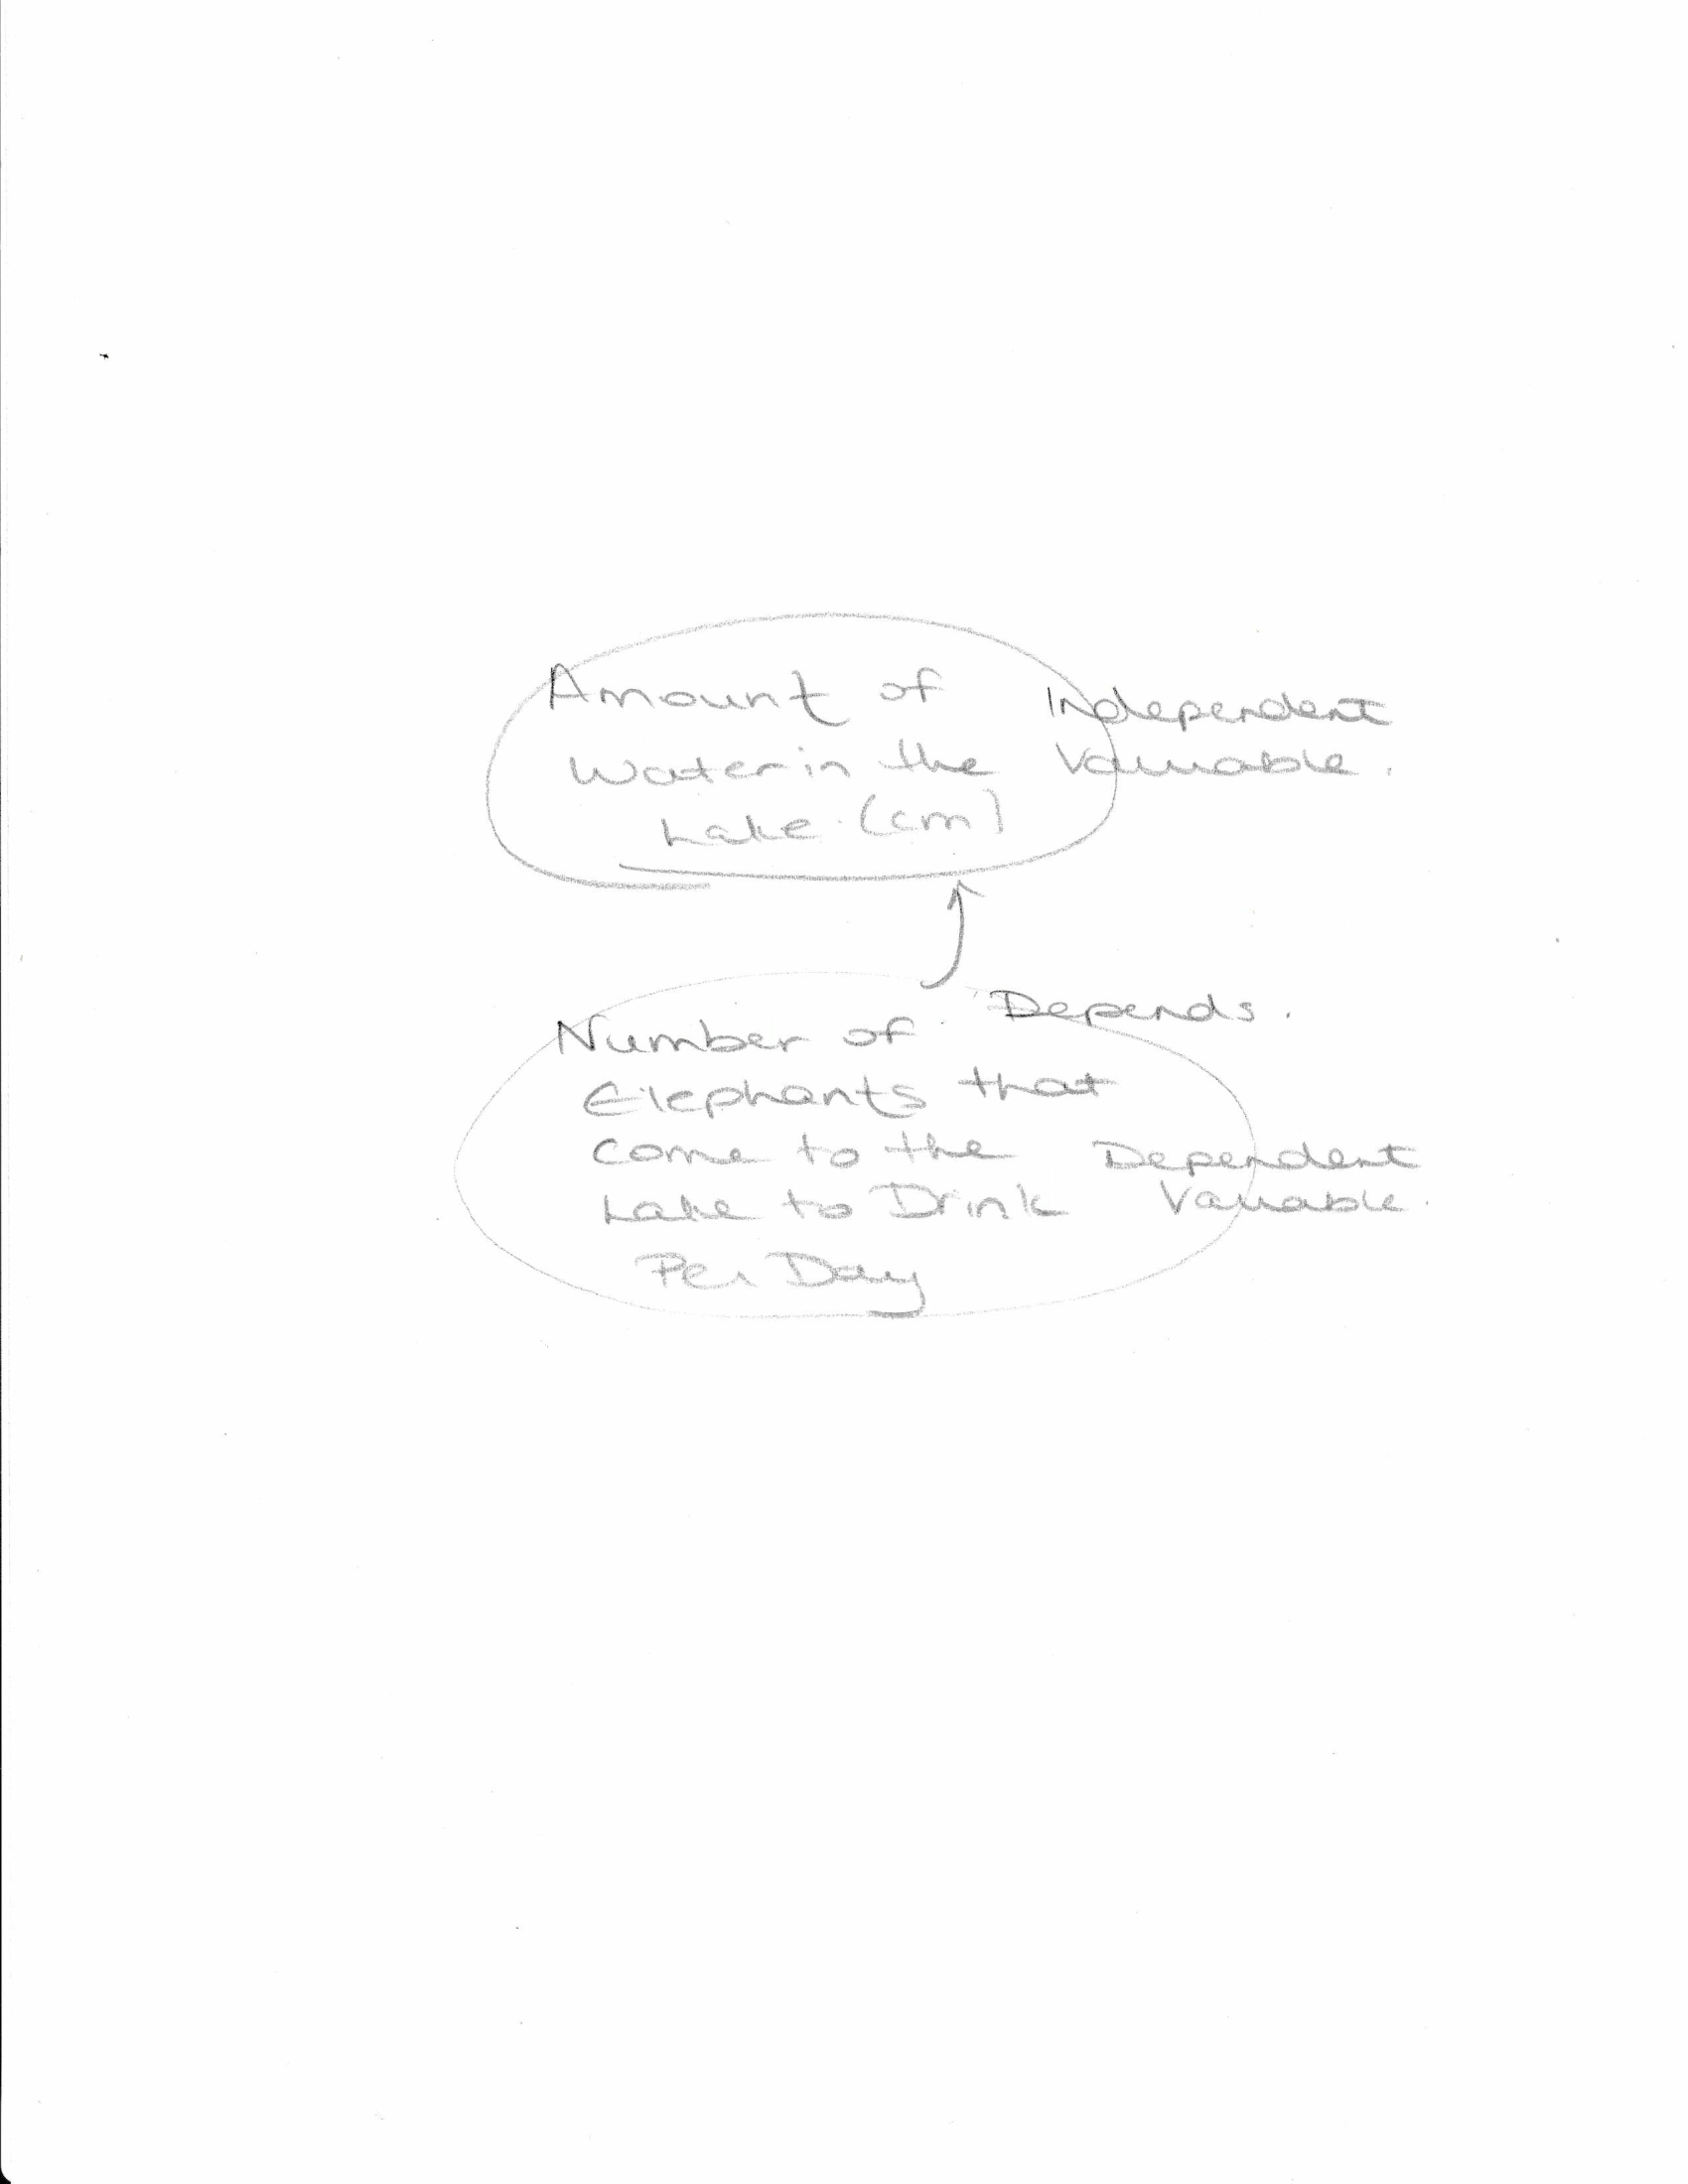 Amount of
Water in the
Lake (cm)
Independent
Variable.
Depends.
Number of
Elephants that
come to the
Lake to Drink
Per Day
Dependent
Variable.